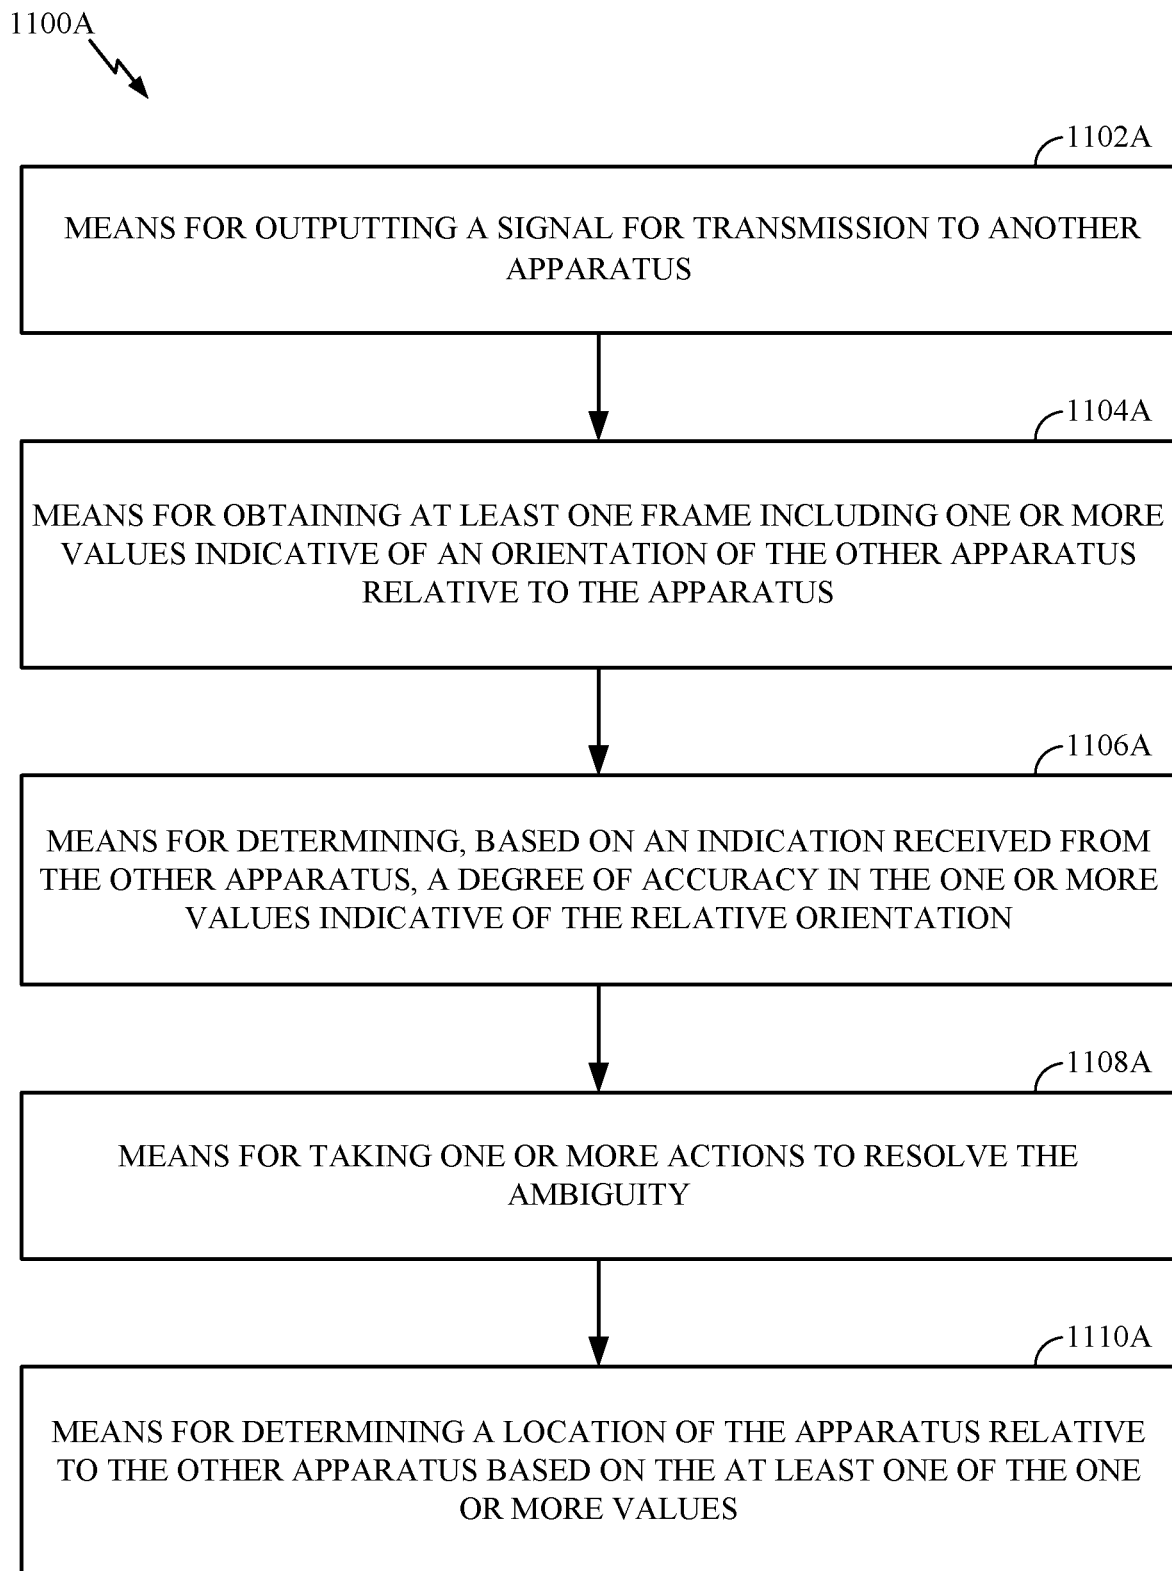 1100A
1102A
MEANS FOR OUTPUTTING A SIGNAL FOR TRANSMISSION TO ANOTHER
APPARATUS
1104A
MEANS FOR OBTAINING AT LEAST ONE FRAME INCLUDING ONE OR MORE
VALUES INDICATIVE OF AN ORIENTATION OF THE OTHER APPARATUS
RELATIVE TO THE APPARATUS
1106A
MEANS FOR DETERMINING, BASED ON AN INDICATION RECEIVED FROM
THE OTHER APPARATUS, A DEGREE OF ACCURACY IN THE ONE OR MORE
VALUES INDICATIVE OF THE RELATIVE ORIENTATION
1108A
MEANS FOR TAKING ONE OR MORE ACTIONS TO RESOLVE THE
AMBIGUITY
1110A
MEANS FOR DETERMINING A LOCATION OF THE APPARATUS RELATIVE
TO THE OTHER APPARATUS BASED ON THE AT LEAST ONE OF THE ONE
OR MORE VALUES